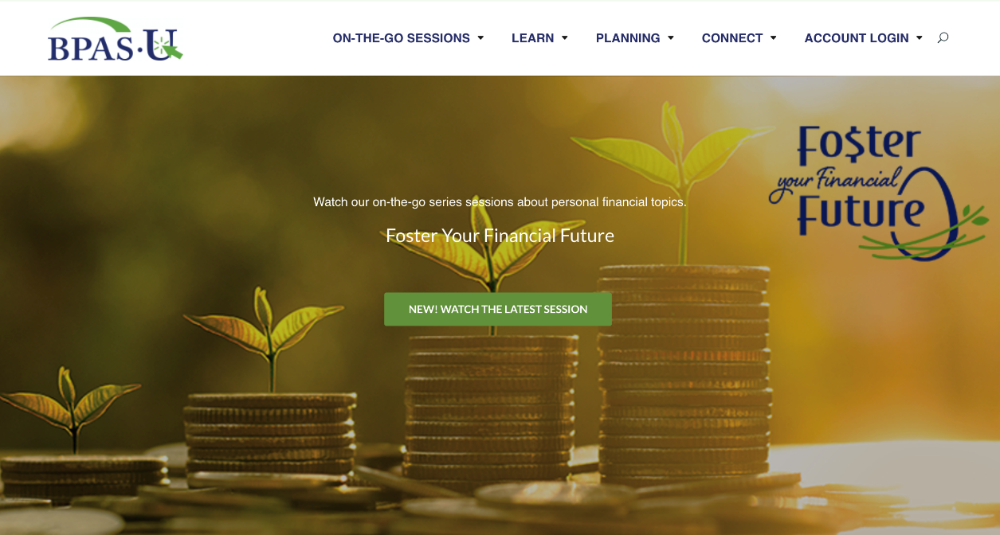 BPAS·U
ON-THE-GO SESSIONS
LEARN
PLANNING
CONNECT
ACCOUNT LOGIN
Fo$ter
your Financial
Future
Watch our on-the-go series sessions about personal financial topics.
Foster Your Financial Future
NEW! WATCH THE LATEST SESSION